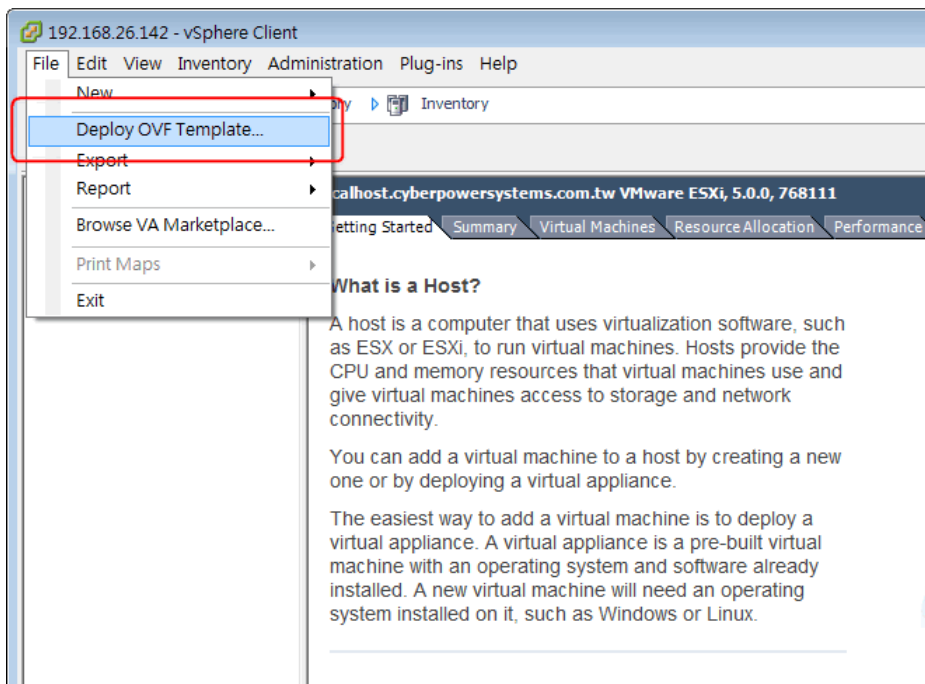 192.168.26.142 - vSphere Client
File Edit View Inventory Administration Plug-ins Help
New
Inventory
Deploy OVF Template...
Export
Report
Browse VA Marketplace...
Print Maps
Exit
calhost.cyberpowersystems.com.tw VMware ESXi, 5.0.0, 768111
etting Started Summary Virtual Machines Resource Allocation Performance
What is a Host?
A host is a computer that uses virtualization software, such
as ESX or ESXi, to run virtual machines. Hosts provide the
CPU and memory resources that virtual machines use and
give virtual machines access to storage and network
connectivity.
You can add a virtual machine to a host by creating a new
one or by deploying a virtual appliance.
The easiest way to add a virtual machine is to deploy a
virtual appliance. A virtual appliance is a pre-built virtual
machine with an operating system and software already
installed. A new virtual machine will need an operating
system installed on it, such as Windows or Linux.